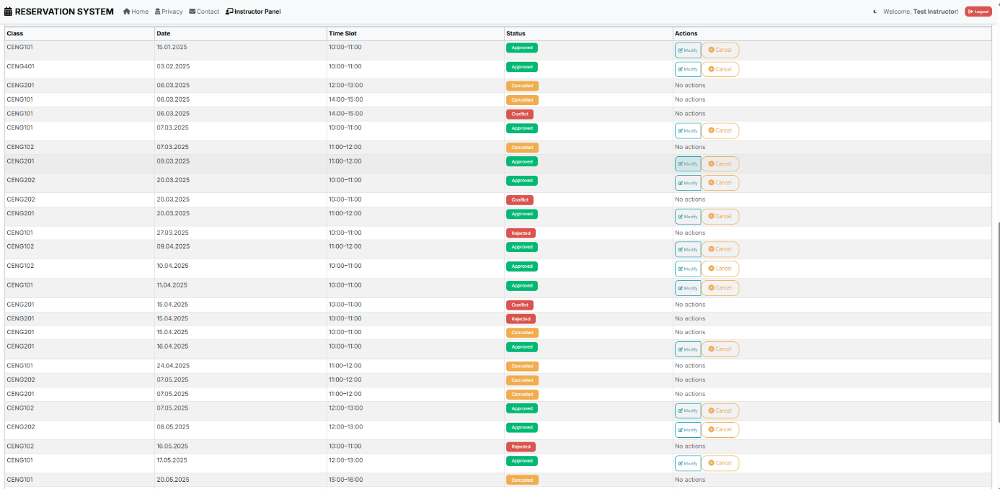 RESERVATION SYSTEM Home Privacy Contact Instructor Panel Welcome, Test Instructor! Logout
Class Date Time Slot Status Actions
CENG101 15.01.2025 10:00–11:00 Approved Modify Cancel
CENG401 03.02.2025 10:00–11:00 Approved Modify Cancel
CENG201 06.03.2025 12:00–13:00 Cancelled No actions
CENG101 06.03.2025 14:00–15:00 Cancelled No actions
CENG101 06.03.2025 14:00–15:00 Conflict No actions
CENG101 07.03.2025 10:00–11:00 Approved Modify Cancel
CENG102 07.03.2025 11:00–12:00 Cancelled No actions
CENG201 09.03.2025 11:00–12:00 Approved Modify Cancel
CENG202 20.03.2025 10:00–11:00 Approved Modify Cancel
CENG202 20.03.2025 10:00–11:00 Conflict No actions
CENG201 20.03.2025 11:00–12:00 Approved Modify Cancel
CENG101 27.03.2025 10:00–11:00 Rejected No actions
CENG102 09.04.2025 11:00–12:00 Approved Modify Cancel
CENG102 10.04.2025 10:00–11:00 Approved Modify Cancel
CENG101 11.04.2025 10:00–11:00 Approved Modify Cancel
CENG201 15.04.2025 10:00–11:00 Conflict No actions
CENG201 15.04.2025 10:00–11:00 Rejected No actions
CENG201 15.04.2025 10:00–11:00 Cancelled No actions
CENG201 16.04.2025 10:00–11:00 Approved Modify Cancel
CENG101 24.04.2025 11:00–12:00 Cancelled No actions
CENG202 07.05.2025 11:00–12:00 Cancelled No actions
CENG201 07.05.2025 11:00–12:00 Cancelled No actions
CENG102 07.05.2025 12:00–13:00 Approved Modify Cancel
CENG202 08.05.2025 12:00–13:00 Approved Modify Cancel
CENG102 16.05.2025 10:00–11:00 Rejected No actions
CENG101 17.05.2025 12:00–13:00 Approved Modify Cancel
CENG101 20.05.2025 15:00–16:00 Cancelled No actions